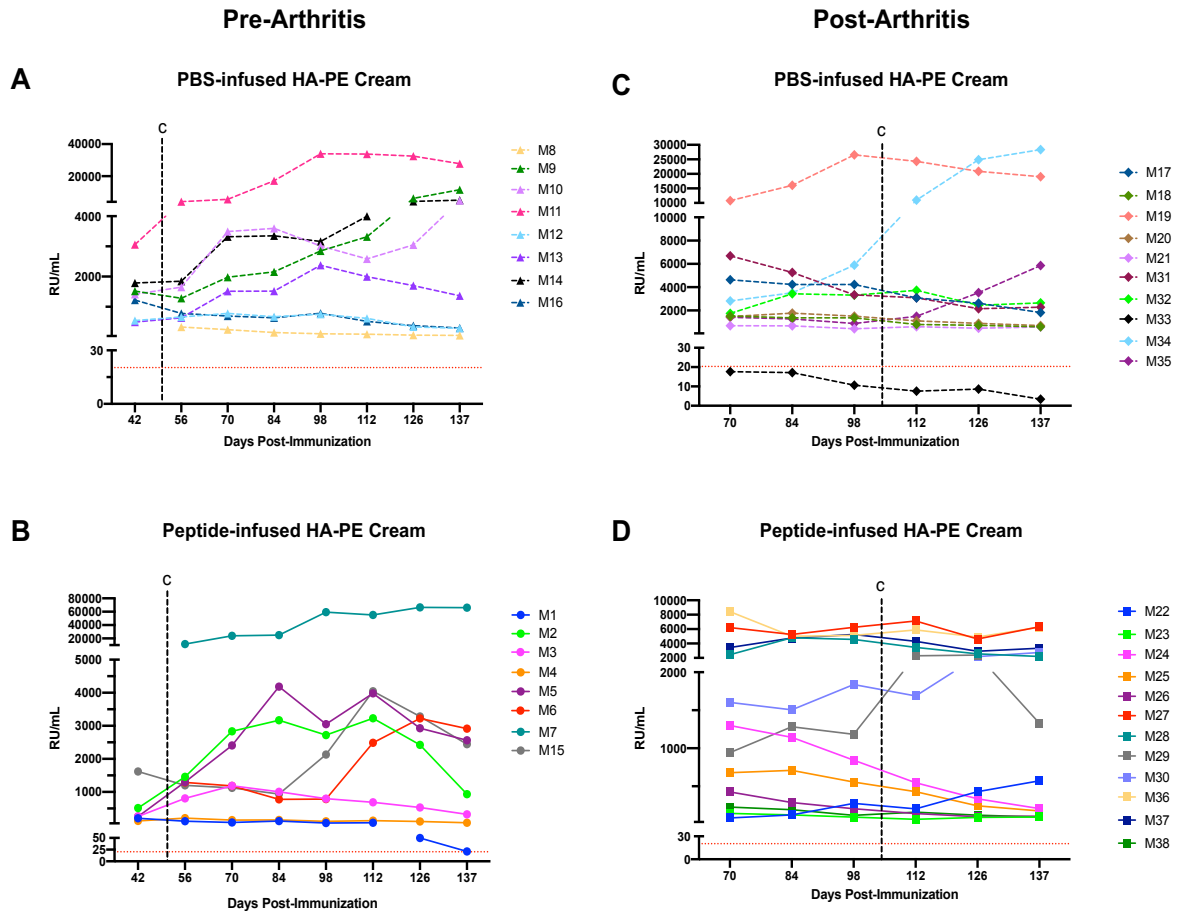 Pre-Arthritis
Post-Arthritis
A
PBS-infused HA-PE Cream
C
RU/mL
40000
20000
4000
2000
30
0
42
56
70
84
98
112
126
137
Days Post-Immunization
M8
M9
M10
M11
M12
M13
M14
M16
C
PBS-infused HA-PE Cream
C
RU/mL
30000
25000
20000
15000
10000
10000
8000
6000
4000
2000
30
20
10
0
70
84
98
112
126
137
Days Post-Immunization
M17
M18
M19
M20
M21
M31
M32
M33
M34
M35
B
Peptide-infused HA-PE Cream
C
RU/mL
80000
60000
40000
20000
5000
4000
3000
2000
1000
50
25
0
42
56
70
84
98
112
126
137
Days Post-Immunization
M1
M2
M3
M4
M5
M6
M7
M15
D
Peptide-infused HA-PE Cream
C
RU/mL
10000
8000
6000
4000
2000
2000
1000
30
0
70
84
98
112
126
137
Days Post-Immunization
M22
M23
M24
M25
M26
M27
M28
M29
M30
M36
M37
M38